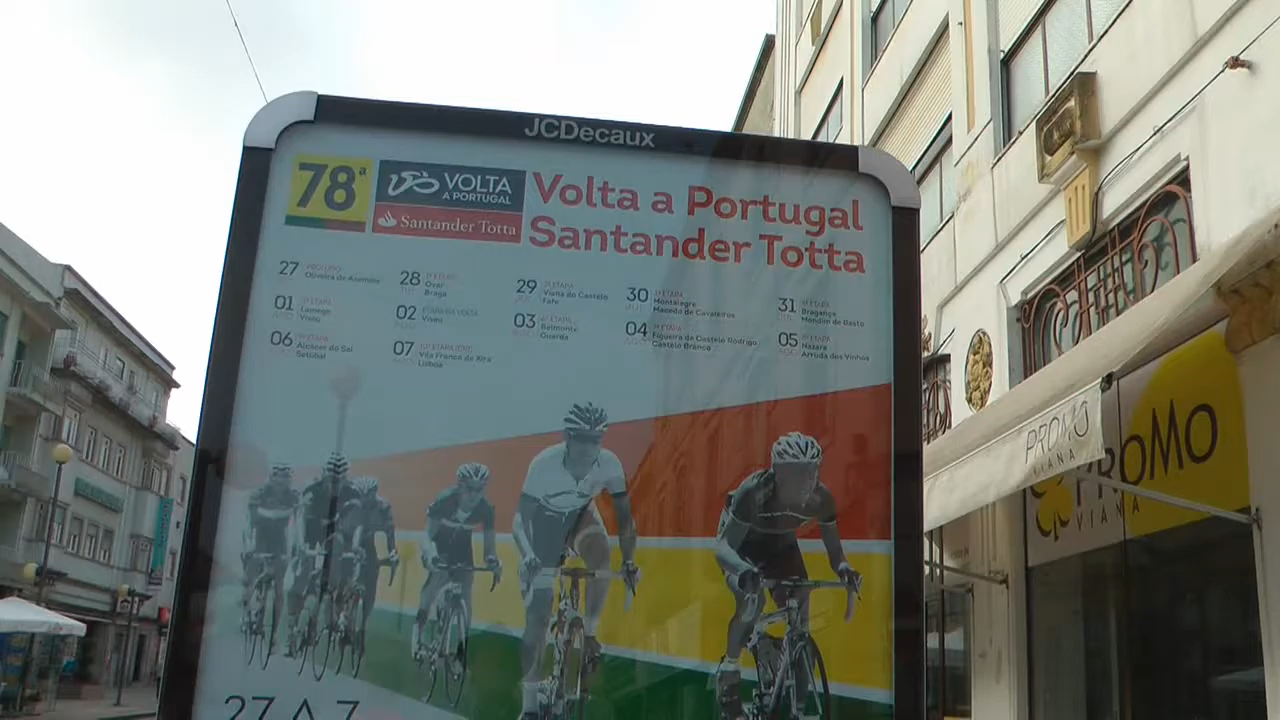 JCDecaux
78ª
VOLTA
A PORTUGAL
Santander Totta
Volta a Portugal
Santander Totta
27 PRÓLOGO
Oliveira de Azeméis
28
Ovar
Braga
29
Viana do Castelo
Fafe
30
Montalegre
Macedo de Cavaleiros
31
Bragança
Mondim de Basto
01
Lamego
Viseu
02
Viseu
03
Belmonte
Guarda
04
Figueira de Castelo Rodrigo
Castelo Branco
05
Nazaré
Arruda dos Vinhos
06
Alcácer do Sal
Setúbal
07
Vila Franca de Xira
Lisboa
27 A 7
PROMO
VIANA
PROMO
VIANA